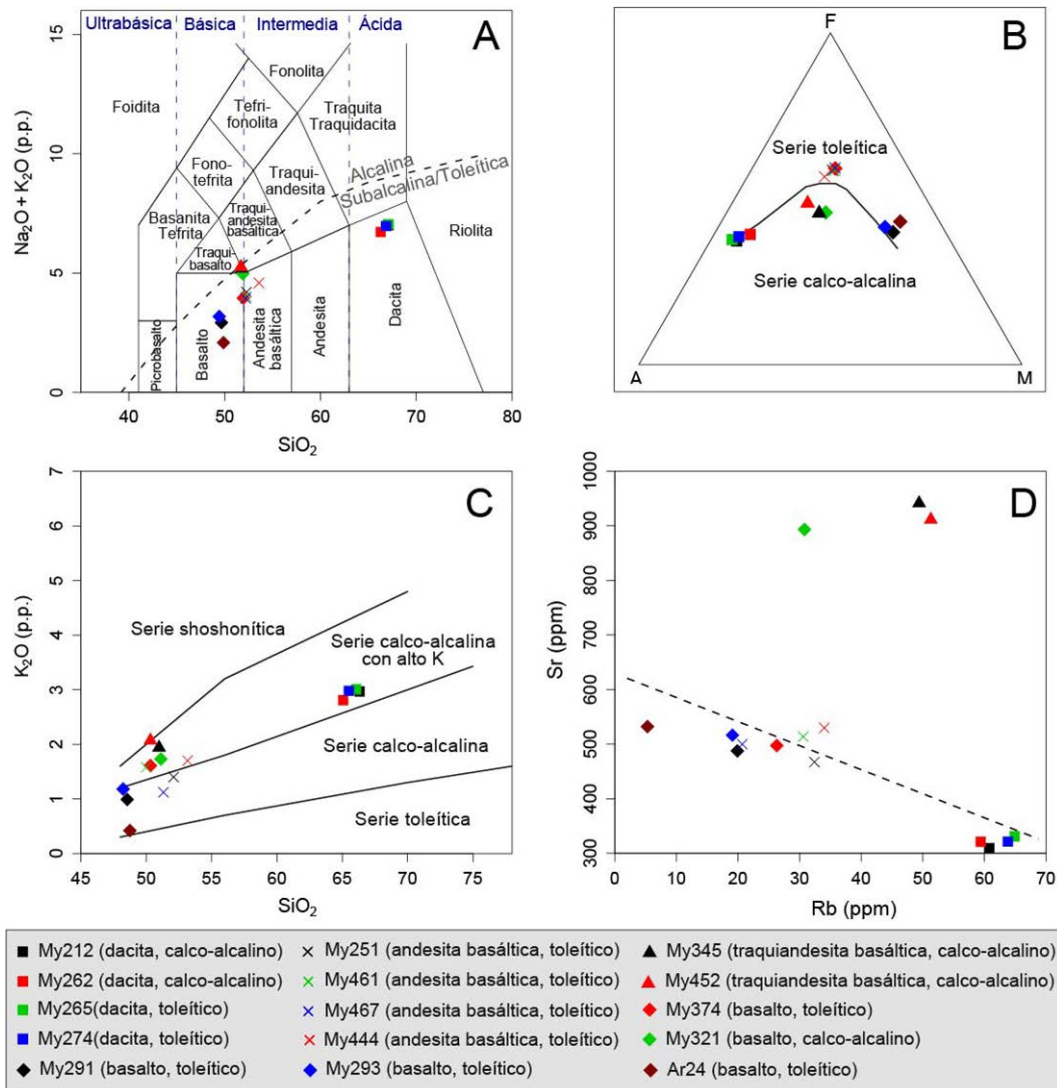 Ultrabásica Básica Intermedia Ácida
A
Na2O + K2O (p.p.)
15
10
5
0
Foidita
Fonolita
Tefri-
fonolita
Traquita
Traquidacita
Fono-
tefrita
Traqui-
andesita
Alcalina
Subalcalina/Toleítica
Basanita
Tefrita
Traqui-
andesita
basáltica
Traqui-
basalto
Riolita
Picrobasalto
Basalto
Andesita
basáltica
Andesita
Dacita
40 50 60 70 80
SiO2
B
F
Serie toleítica
Serie calco-alcalina
A
M
C
K2O (p.p.)
7
6
5
4
3
2
1
0
Serie shoshonítica
Serie calco-alcalina
con alto K
Serie calco-alcalina
Serie toleítica
45 50 55 60 65 70 75
SiO2
D
Sr (ppm)
1000
900
800
700
600
500
400
300
0 10 20 30 40 50 60 70
Rb (ppm)
My212 (dacita, calco-alcalino)
My262 (dacita, calco-alcalino)
My265(dacita, toleítico)
My274(dacita, toleítico)
My291 (basalto, toleítico)
My251 (andesita basáltica, toleítico)
My461 (andesita basáltica, toleítico)
My467 (andesita basáltica, toleítico)
My444 (andesita basáltica, toleítico)
My293 (basalto, toleítico)
My345 (traquiandesita basáltica, calco-alcalino)
My452 (traquiandesita basáltica, calco-alcalino)
My374 (basalto, toleítico)
My321 (basalto, calco-alcalino)
Ar24 (basalto, toleítico)